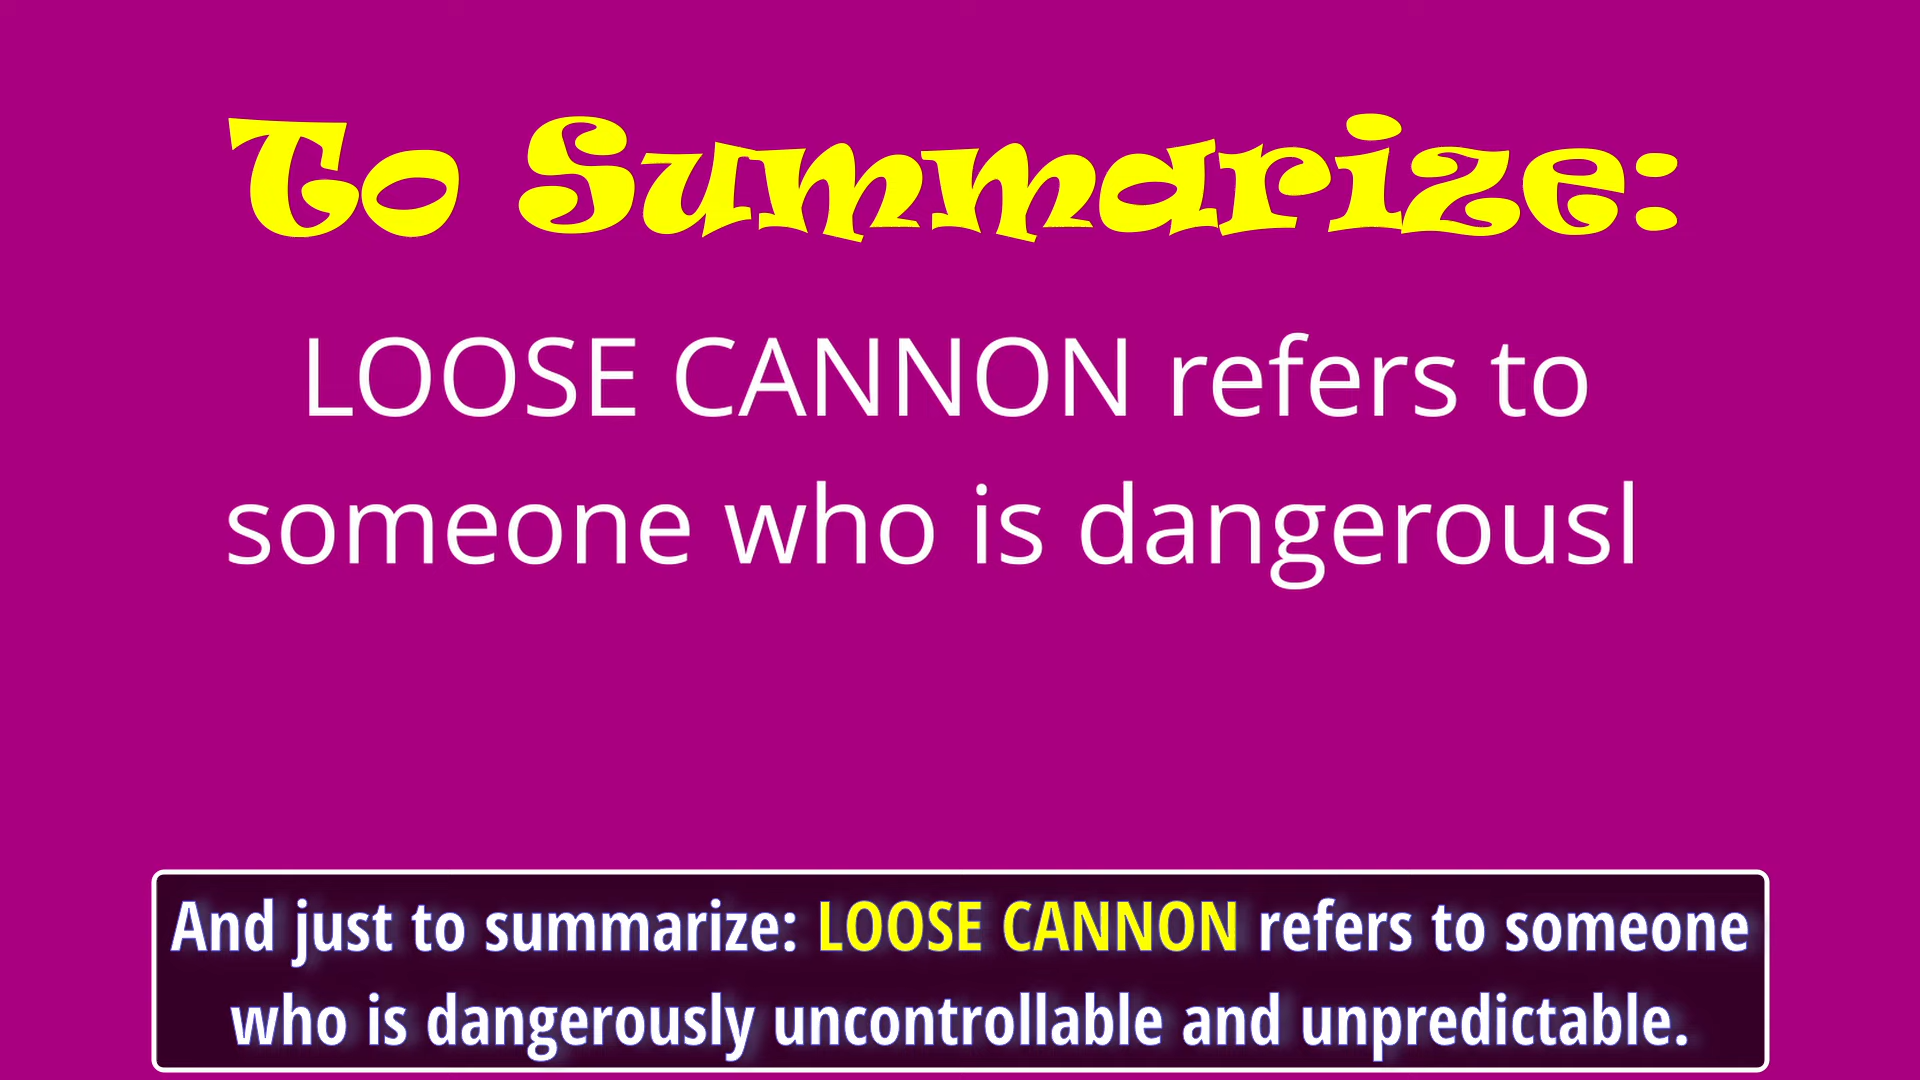 To Summarize:
LOOSE CANNON refers to
someone who is dangerousl
And just to summarize: LOOSE CANNON refers to someone
who is dangerously uncontrollable and unpredictable.